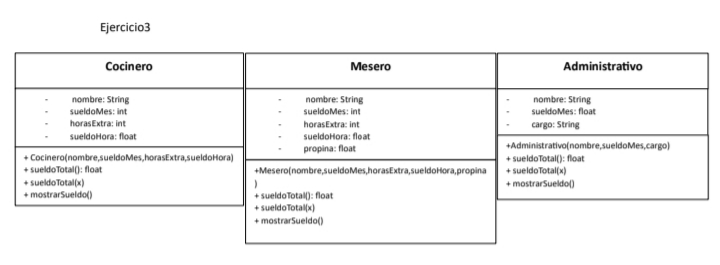 Ejercicio3
Cocinero
- nombre: String
- sueldoMes: int
- horasExtra: int
- sueldoHora: float
+ Cocinero(nombre,sueldoMes,horasExtra,sueldoHora)
+ sueldoTotal(): float
+ sueldoTotal(x)
+ mostrarSueldo()
Mesero
- nombre: String
- sueldoMes: int
- horasExtra: int
- sueldoHora: float
- propina: float
+Mesero(nombre,sueldoMes,horasExtra,sueldoHora,propina
)
+ sueldoTotal(): float
+ sueldoTotal(x)
+ mostrarSueldo()
Administrativo
- nombre: String
- sueldoMes: float
- cargo: String
+Administrativo(nombre,sueldoMes,cargo)
+ sueldoTotal(): float
+ sueldoTotal(x)
+ mostrarSueldo()